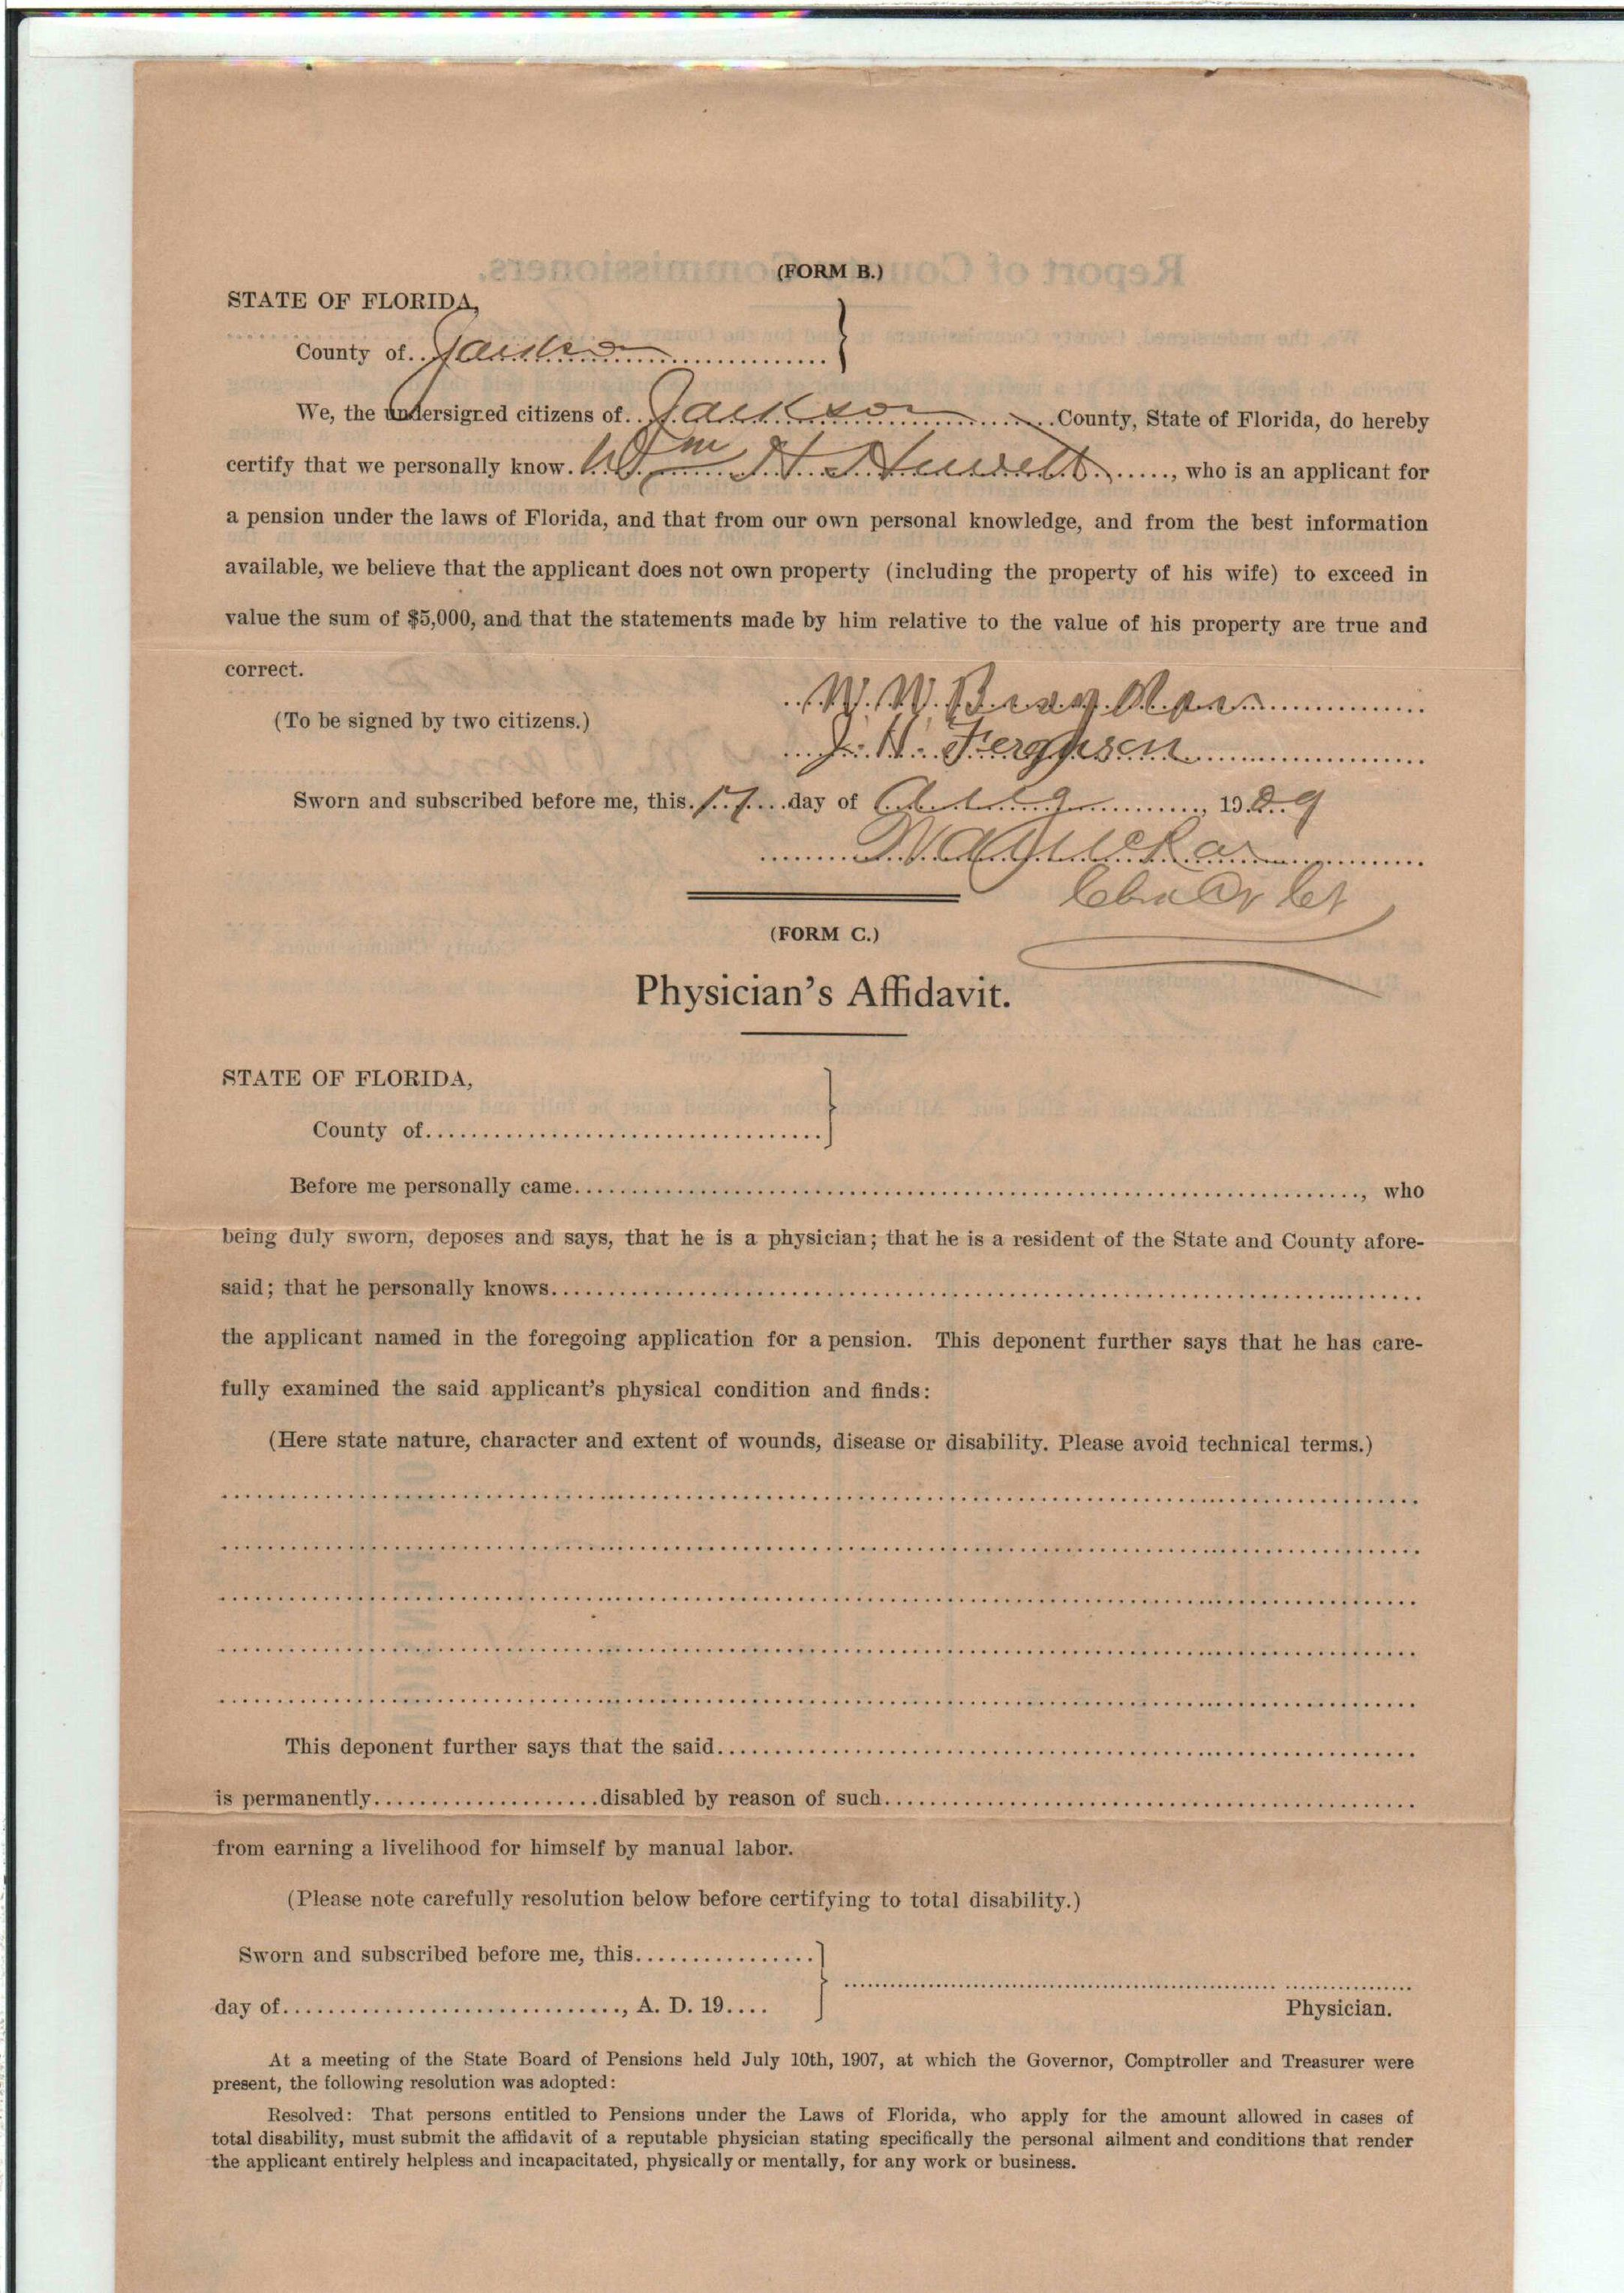 (FORM B.)
STATE OF FLORIDA,
County of. Jackson
We, the undersigned citizens of. Jackson County, State of Florida, do hereby
certify that we personally know. Wm H. Hewett, who is an applicant for
a pension under the laws of Florida, and that from our own personal knowledge, and from the best information
available, we believe that the applicant does not own property (including the property of his wife) to exceed in
value the sum of $5,000, and that the statements made by him relative to the value of his property are true and
correct.
W. W.
(To be signed by two citizens.)
J. H. Ferguson
Sworn and subscribed before me, this 17 day of, 1909
Clerk Cir Ct
(FORM C.)
Physician's Affidavit.
STATE OF FLORIDA,
County of
Before me personally came, who
being duly sworn, deposes and says, that he is a physician; that he is a resident of the State and County afore-
said; that he personally knows
the applicant named in the foregoing application for a pension. This deponent further says that he has care-
fully examined the said applicant's physical condition and finds:
(Here state nature, character and extent of wounds, disease or disability. Please avoid technical terms.)
This deponent further says that the said
is permanently disabled by reason of such
from earning a livelihood for himself by manual labor.
(Please note carefully resolution below before certifying to total disability.)
Sworn and subscribed before me, this
day of, A. D. 19
Physician.
At a meeting of the State Board of Pensions held July 10th, 1907, at which the Governor, Comptroller and Treasurer were
present, the following resolution was adopted:
Resolved: That persons entitled to Pensions under the Laws of Florida, who apply for the amount allowed in cases of
total disability, must submit the affidavit of a reputable physician stating specifically the personal ailment and conditions that render
the applicant entirely helpless and incapacitated, physically or mentally, for any work or business.